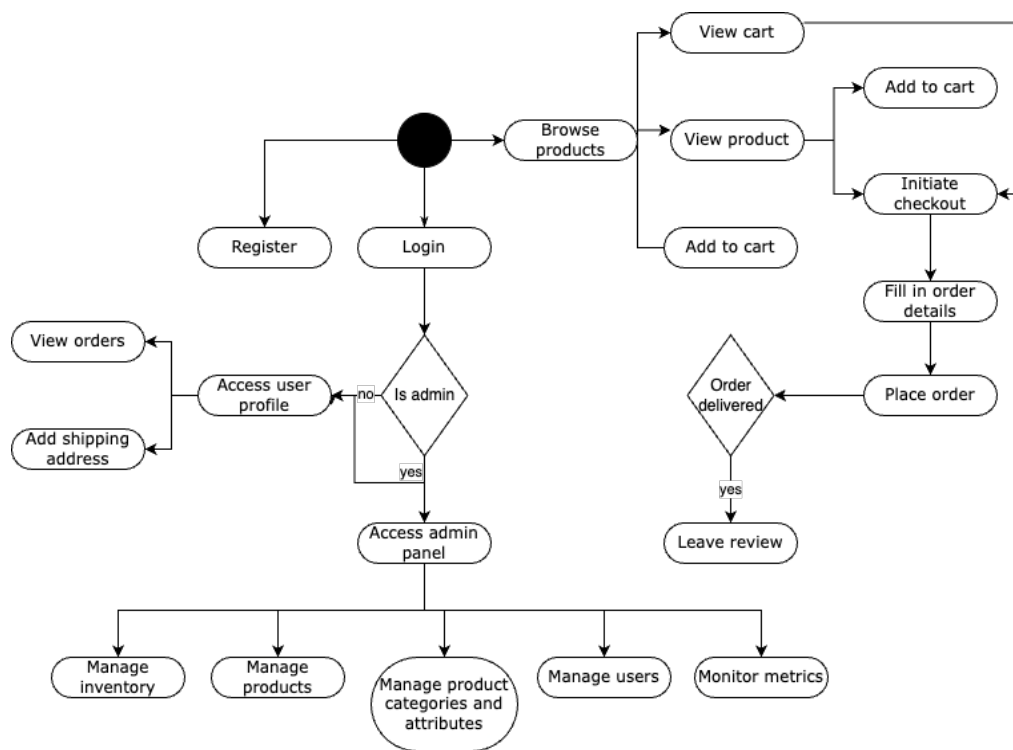 View cart
Add to cart
Browse
products
View product
Initiate
checkout
Register
Login
Add to cart
Fill in order
details
View orders
Access user
profile
no
Is admin
Order
delivered
Place order
Add shipping
address
yes
yes
Access admin
panel
Leave review
Manage
inventory
Manage
products
Manage product
categories and
attributes
Manage users
Monitor metrics